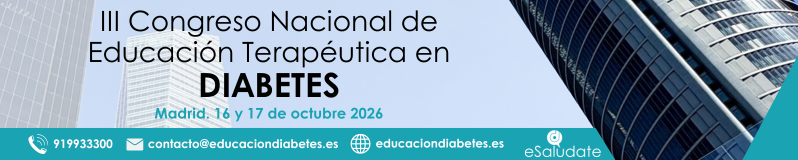 III Congreso Nacional de
Educación Terapéutica en
DIABETES
Madrid. 16 y 17 de octubre 2026
919933300 contacto@educaciondiabetes.es educaciondiabetes.es
eSaludate